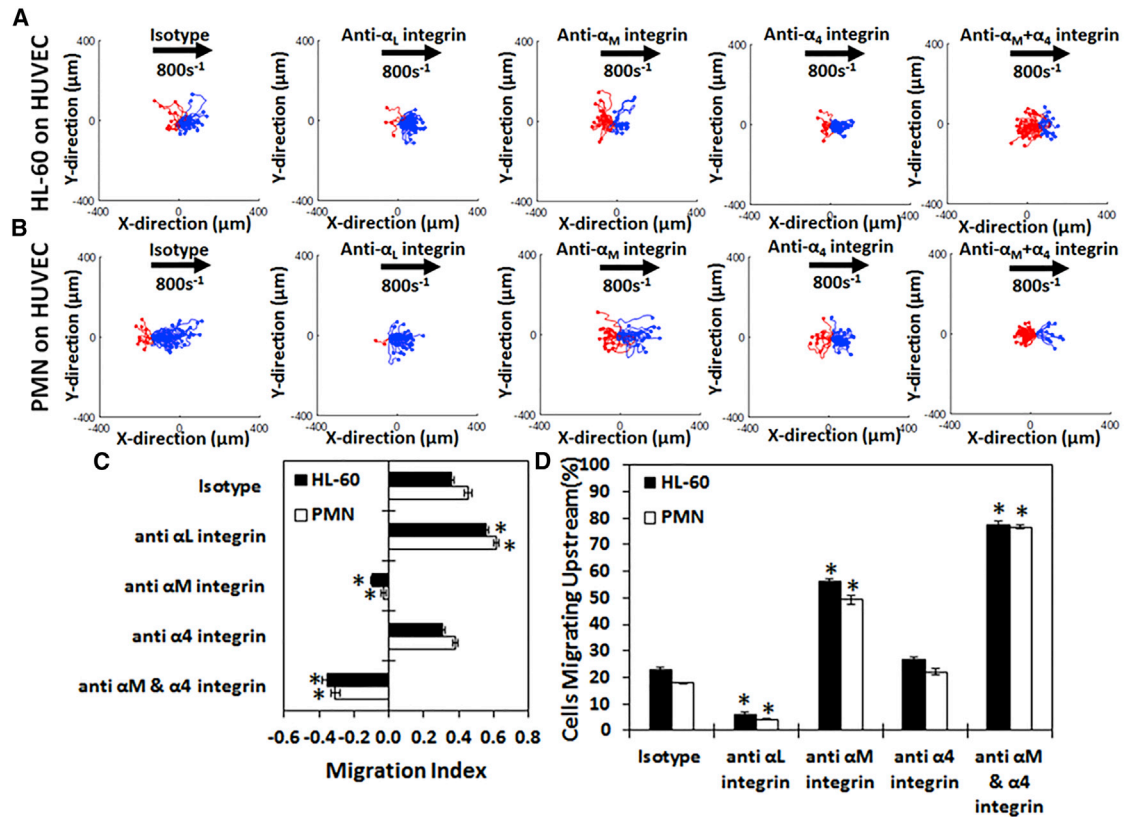 A
HL-60 on HUVEC
Isotype
Anti-αL integrin
Anti-αM integrin
Anti-α4 integrin
Anti-αM+α4 integrin
800s-1
800s-1
800s-1
800s-1
800s-1
Y-direction (µm)
400
0
-400
Y-direction (µm)
400
0
-400
Y-direction (µm)
400
0
-400
Y-direction (µm)
400
0
-400
Y-direction (µm)
400
0
-400
-400 0 400
-400 0 400
-400 0 400
-400 0 400
-400 0 400
X-direction (µm)
X-direction (µm)
X-direction (µm)
X-direction (µm)
X-direction (µm)
B
PMN on HUVEC
Isotype
Anti-αL integrin
Anti-αM integrin
Anti-α4 integrin
Anti-αM+α4 integrin
800s-1
800s-1
800s-1
800s-1
800s-1
Y-direction (µm)
400
0
-400
Y-direction (µm)
400
0
-400
Y-direction (µm)
400
0
-400
Y-direction (µm)
400
0
-400
Y-direction (µm)
400
0
-400
-400 0 400
-400 0 400
-400 0 400
-400 0 400
-400 0 400
X-direction (µm)
X-direction (µm)
X-direction (µm)
X-direction (µm)
X-direction (µm)
C
HL-60
PMN
Isotype
anti αL integrin
* *
anti αM integrin
* *
anti α4 integrin
anti αM & α4 integrin
* *
-0.6 -0.4 -0.2 0.0 0.2 0.4 0.6 0.8
Migration Index
D
Cells Migrating Upstream(%)
100
90
80
70
60
50
40
30
20
10
0
HL-60
PMN
* *
* *
* *
Isotype
anti αL
integrin
anti αM
integrin
anti α4
integrin
anti αM
& α4
integrin